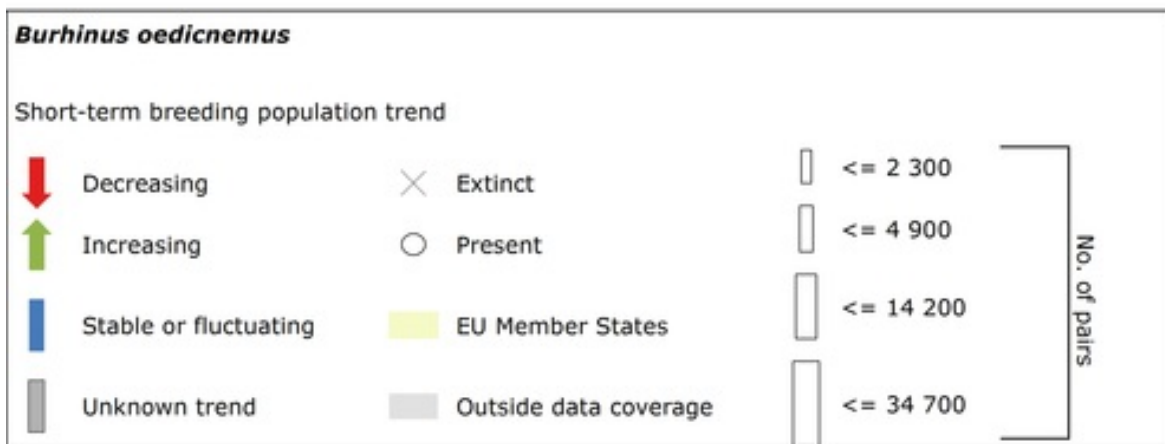 Burhinus oedicnemus
Short-term breeding population trend
Decreasing
Increasing
Stable or fluctuating
Unknown trend
Extinct
Present
EU Member States
Outside data coverage
<= 2 300
<= 4 900
<= 14 200
<= 34 700
No. of pairs